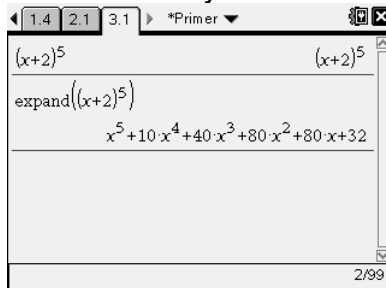 1.4 2.1 3.1 *Primer
(x+2)^5 (x+2)^5
expand((x+2)^5)
x^5+10·x^4+40·x^3+80·x^2+80·x+32
2/99